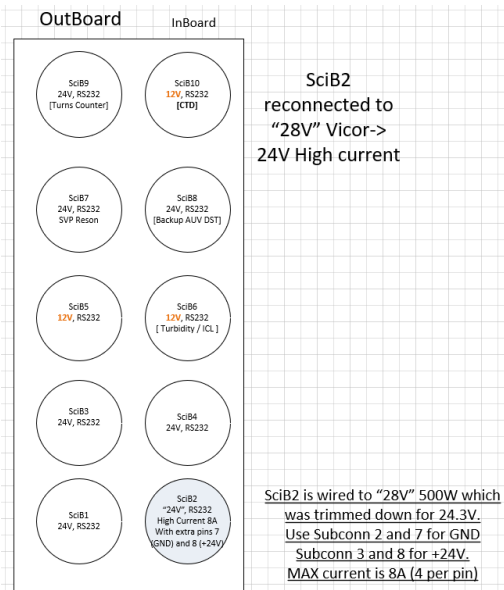 OutBoard
InBoard
SciB9
24V, RS232
[Turns Counter]
SciB10
12V, RS232
[CTD]
SciB2
reconnected to
“28V” Vicor->
24V High current
SciB7
24V, RS232
SVP Reson
SciB8
24V, RS232
[Backup AUV DST]
SciB5
12V, RS232
SciB6
12V, RS232
[ Turbidity / ICL ]
SciB3
24V, RS232
SciB4
24V, RS232
SciB1
24V, RS232
SciB2
“24V”, RS232
High Current 8A
With extra pins 7
(GND) and 8 (+24V)
SciB2 is wired to “28V” 500W which
was trimmed down for 24.3V.
Use Subconn 2 and 7 for GND
Subconn 3 and 8 for +24V.
MAX current is 8A (4 per pin)